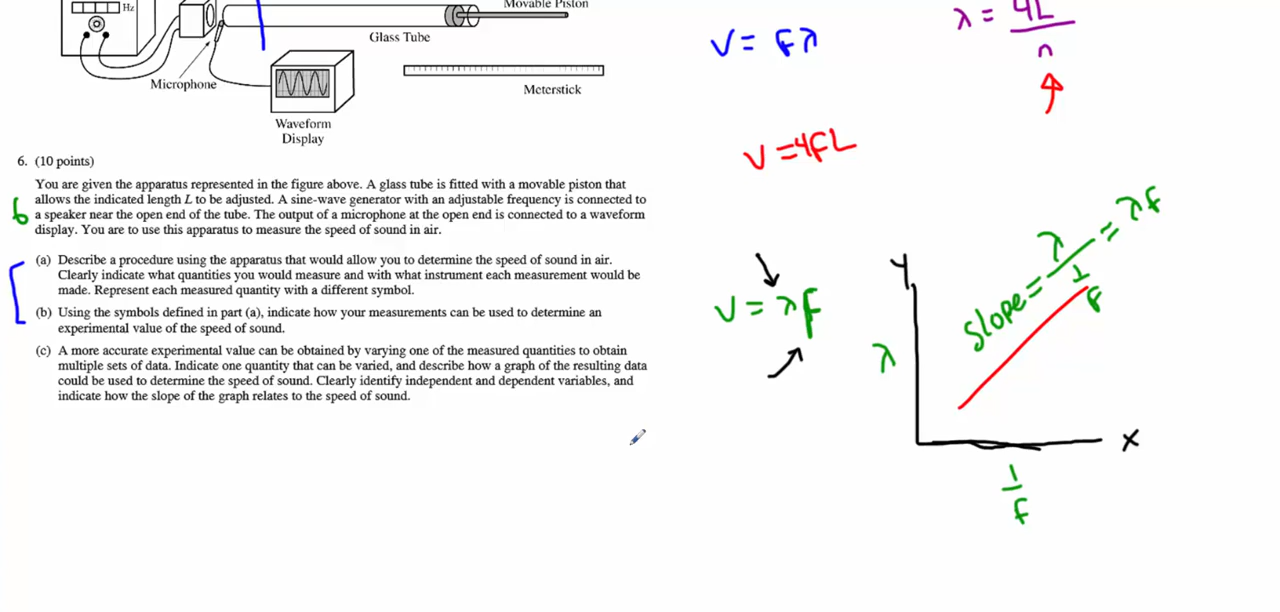 Hz
Movable Piston
Glass Tube
Microphone
Meterstick
Waveform
Display
6. (10 points)
You are given the apparatus represented in the figure above. A glass tube is fitted with a movable piston that
allows the indicated length L to be adjusted. A sine-wave generator with an adjustable frequency is connected to
a speaker near the open end of the tube. The output of a microphone at the open end is connected to a waveform
display. You are to use this apparatus to measure the speed of sound in air.
6
(a) Describe a procedure using the apparatus that would allow you to determine the speed of sound in air.
Clearly indicate what quantities you would measure and with what instrument each measurement would be
made. Represent each measured quantity with a different symbol.
(b) Using the symbols defined in part (a), indicate how your measurements can be used to determine an
experimental value of the speed of sound.
(c) A more accurate experimental value can be obtained by varying one of the measured quantities to obtain
multiple sets of data. Indicate one quantity that can be varied, and describe how a graph of the resulting data
could be used to determine the speed of sound. Clearly identify independent and dependent variables, and
indicate how the slope of the graph relates to the speed of sound.
V = Fλ
λ = 4L/n
V = 4FL
V = λF
Y
slope = λ/(1/F) = λF
λ
X
1/F